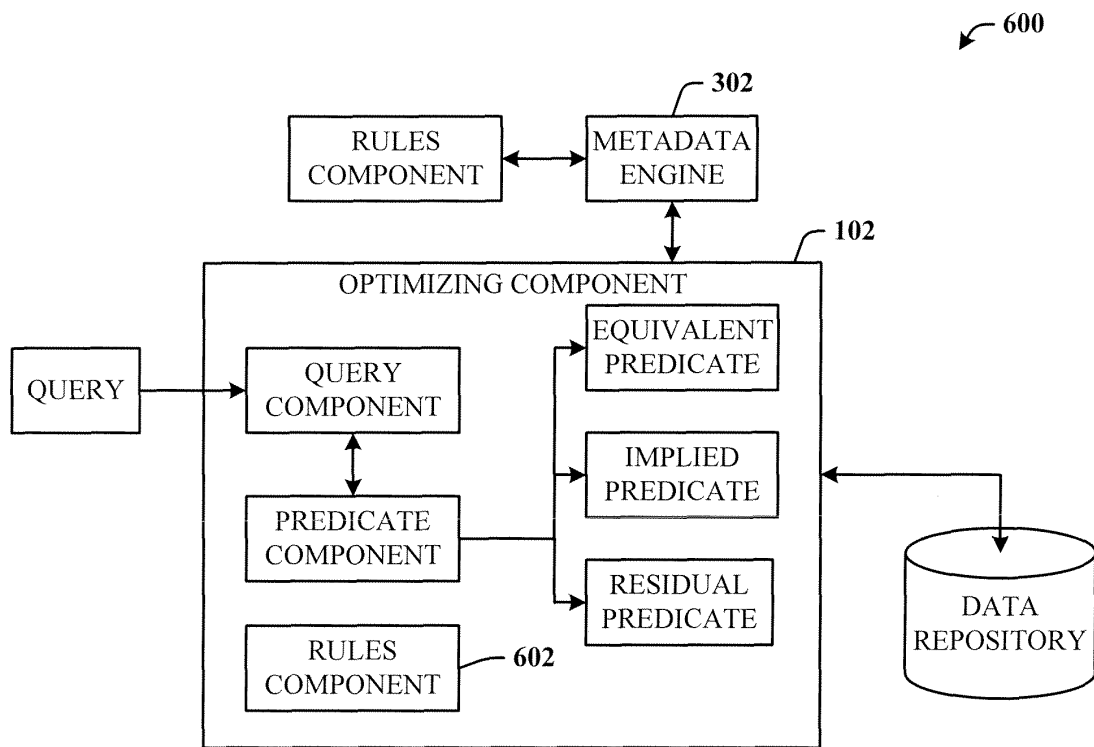 600
302
RULES
COMPONENT
METADATA
ENGINE
102
OPTIMIZING COMPONENT
EQUIVALENT
PREDICATE
QUERY
QUERY
COMPONENT
IMPLIED
PREDICATE
PREDICATE
COMPONENT
RESIDUAL
PREDICATE
DATA
REPOSITORY
RULES
COMPONENT
602